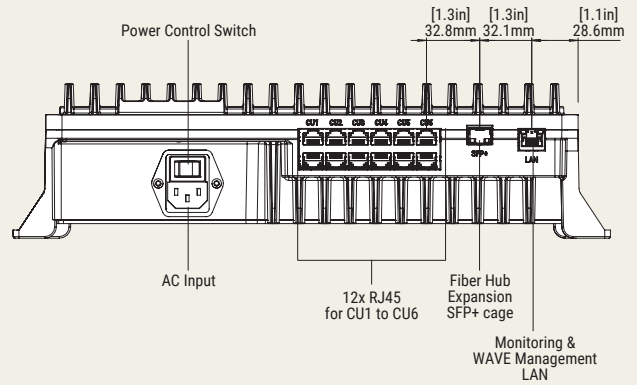 [1.3in]
32.8mm
[1.3in]
32.1mm
[1.1in]
28.6mm
Power Control Switch
CU1 CU2 CU3 CU4 CU5 CU6
SFP+
LAN
AC Input
12x RJ45
for CU1 to CU6
Fiber Hub
Expansion
SFP+ cage
Monitoring &
WAVE Management
LAN